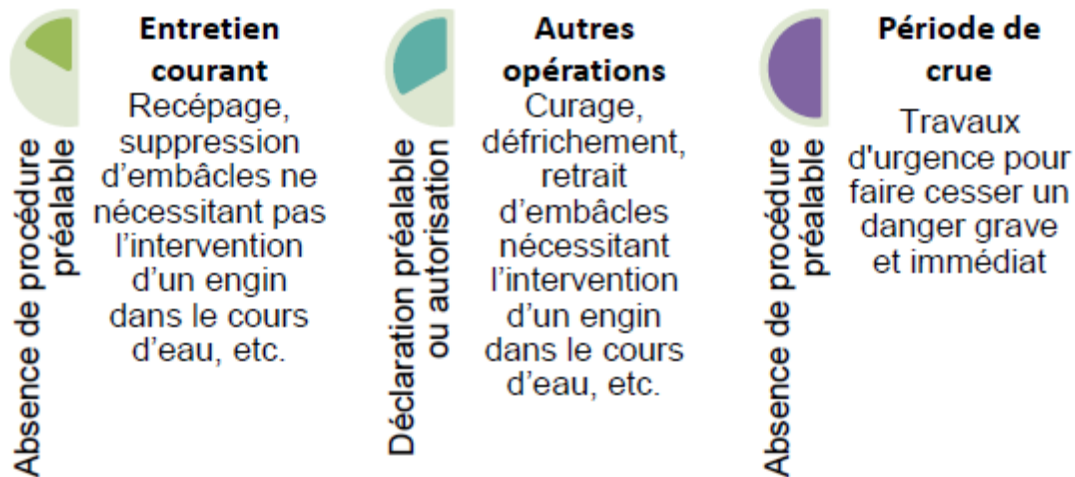 Entretien
courant
Recépage,
suppression
d’embâcles ne
nécessitant pas
l’intervention
d’un engin
dans le cours
d’eau, etc.
Absence de procédure
préalable
Autres
opérations
Curage,
défrichement,
retrait
d’embâcles
nécessitant
l’intervention
d’un engin
dans le cours
d’eau, etc.
Déclaration préalable
ou autorisation
Période de
crue
Travaux
d'urgence pour
faire cesser un
danger grave
et immédiat
Absence de procédure
préalable